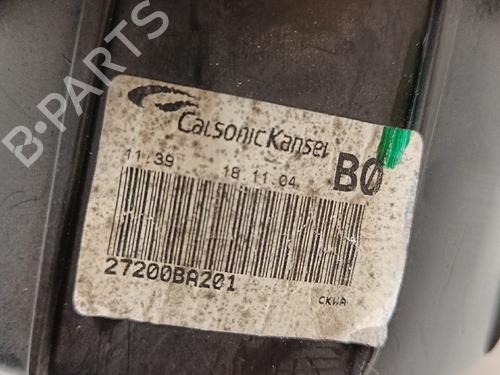 B-PARTS
CalsonicKansei
11.39 18.11.04 B0
27200BA201
CKWA